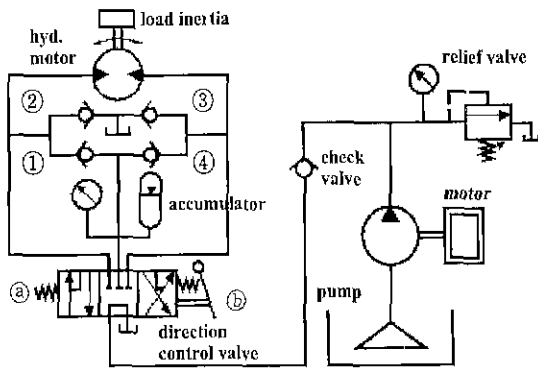 load inertia
hyd.
motor
relief valve
②
③
①
④
check
valve
accumulator
motor
ⓐ
ⓑ
pump
direction
control valve